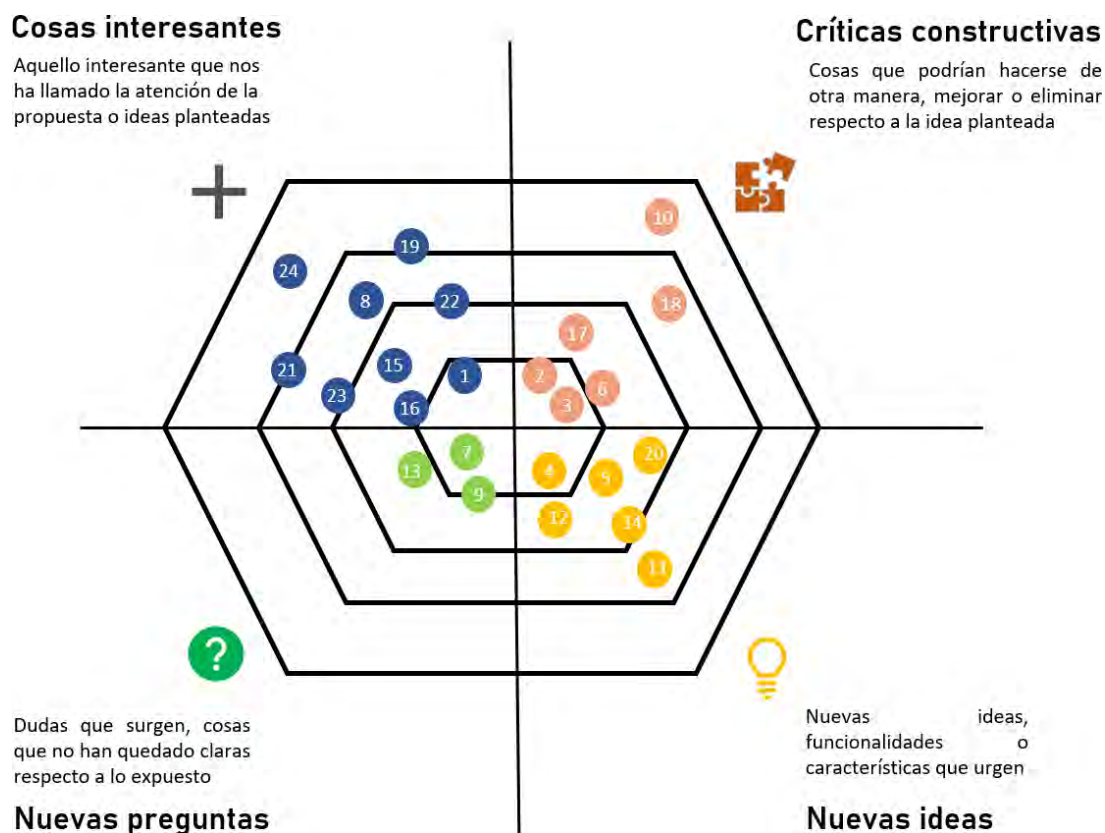 Cosas interesantes
Aquello interesante que nos
ha llamado la atención de la
propuesta o ideas planteadas
Críticas constructivas
Cosas que podrían hacerse de
otra manera, mejorar o eliminar
respecto a la idea planteada
10
19
24
8
22
18
17
21
15
1
2
23
16
3
6
7
13
9
4
5
20
12
14
11
?
Dudas que surgen, cosas
que no han quedado claras
respecto a lo expuesto
Nuevas preguntas
Nuevas ideas,
funcionalidades o
características que urgen
Nuevas ideas